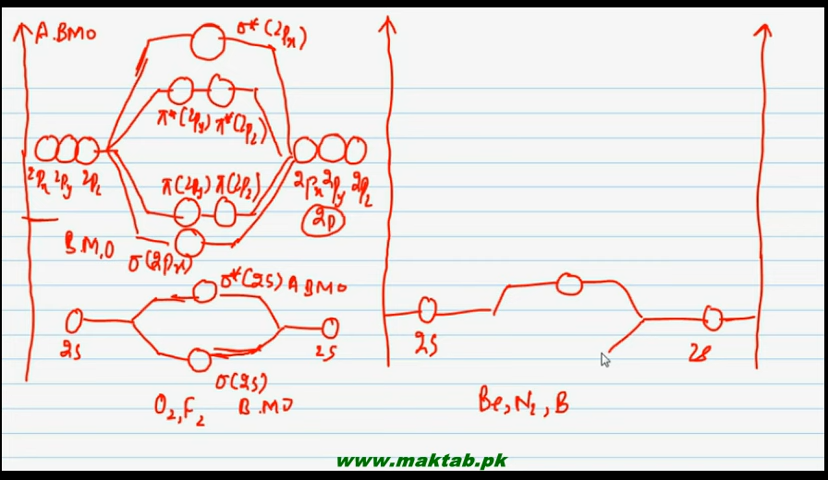 A.BMO
σ*(2px)
π*(2py) π*(2pz)
2px 2py 2pz
π(2py) π(2pz)
2px 2py 2pz
2p
B.M.O
σ(2px)
σ*(2s) A BMO
2s
2s
σ(2s)
B.MO
O2, F2
2s
2s
Be, N2, B
www.maktab.pk